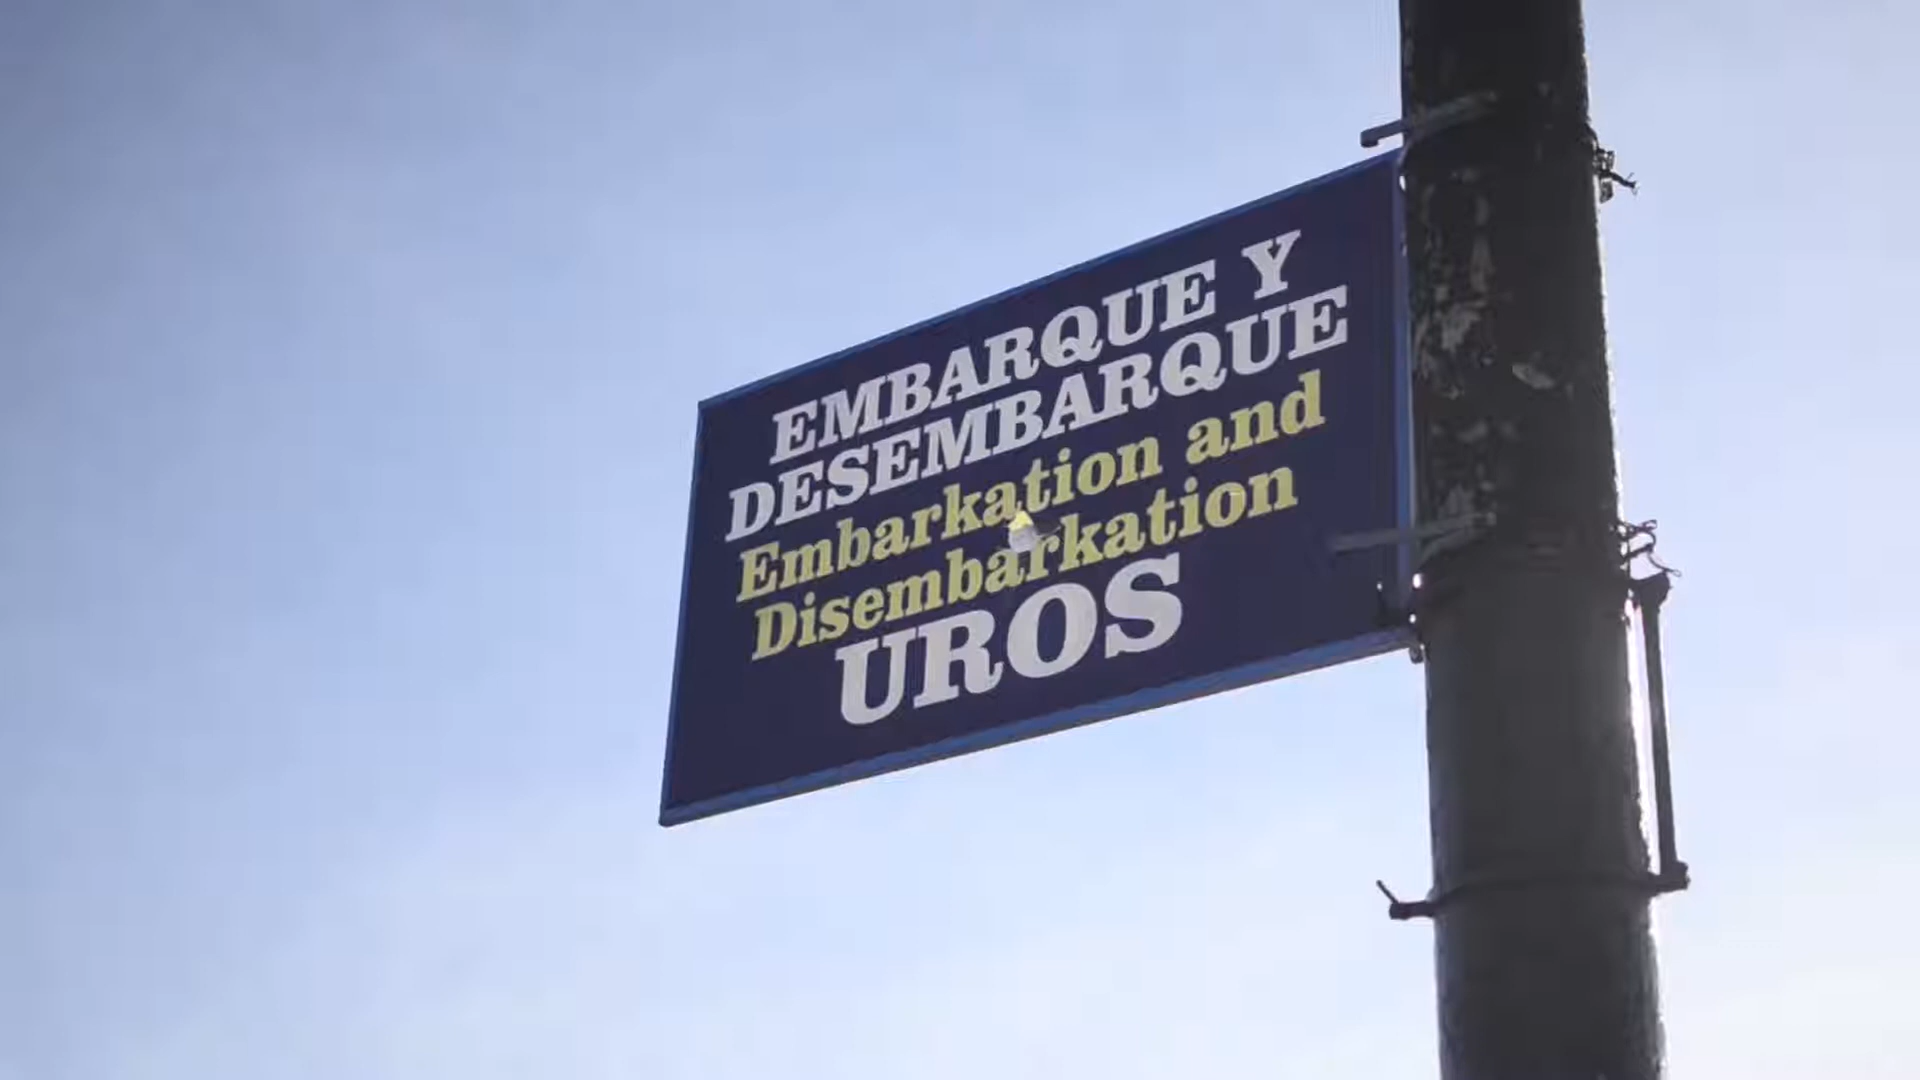 EMBARQUE Y
DESEMBARQUE
Embarkation and
Disembarkation
UROS